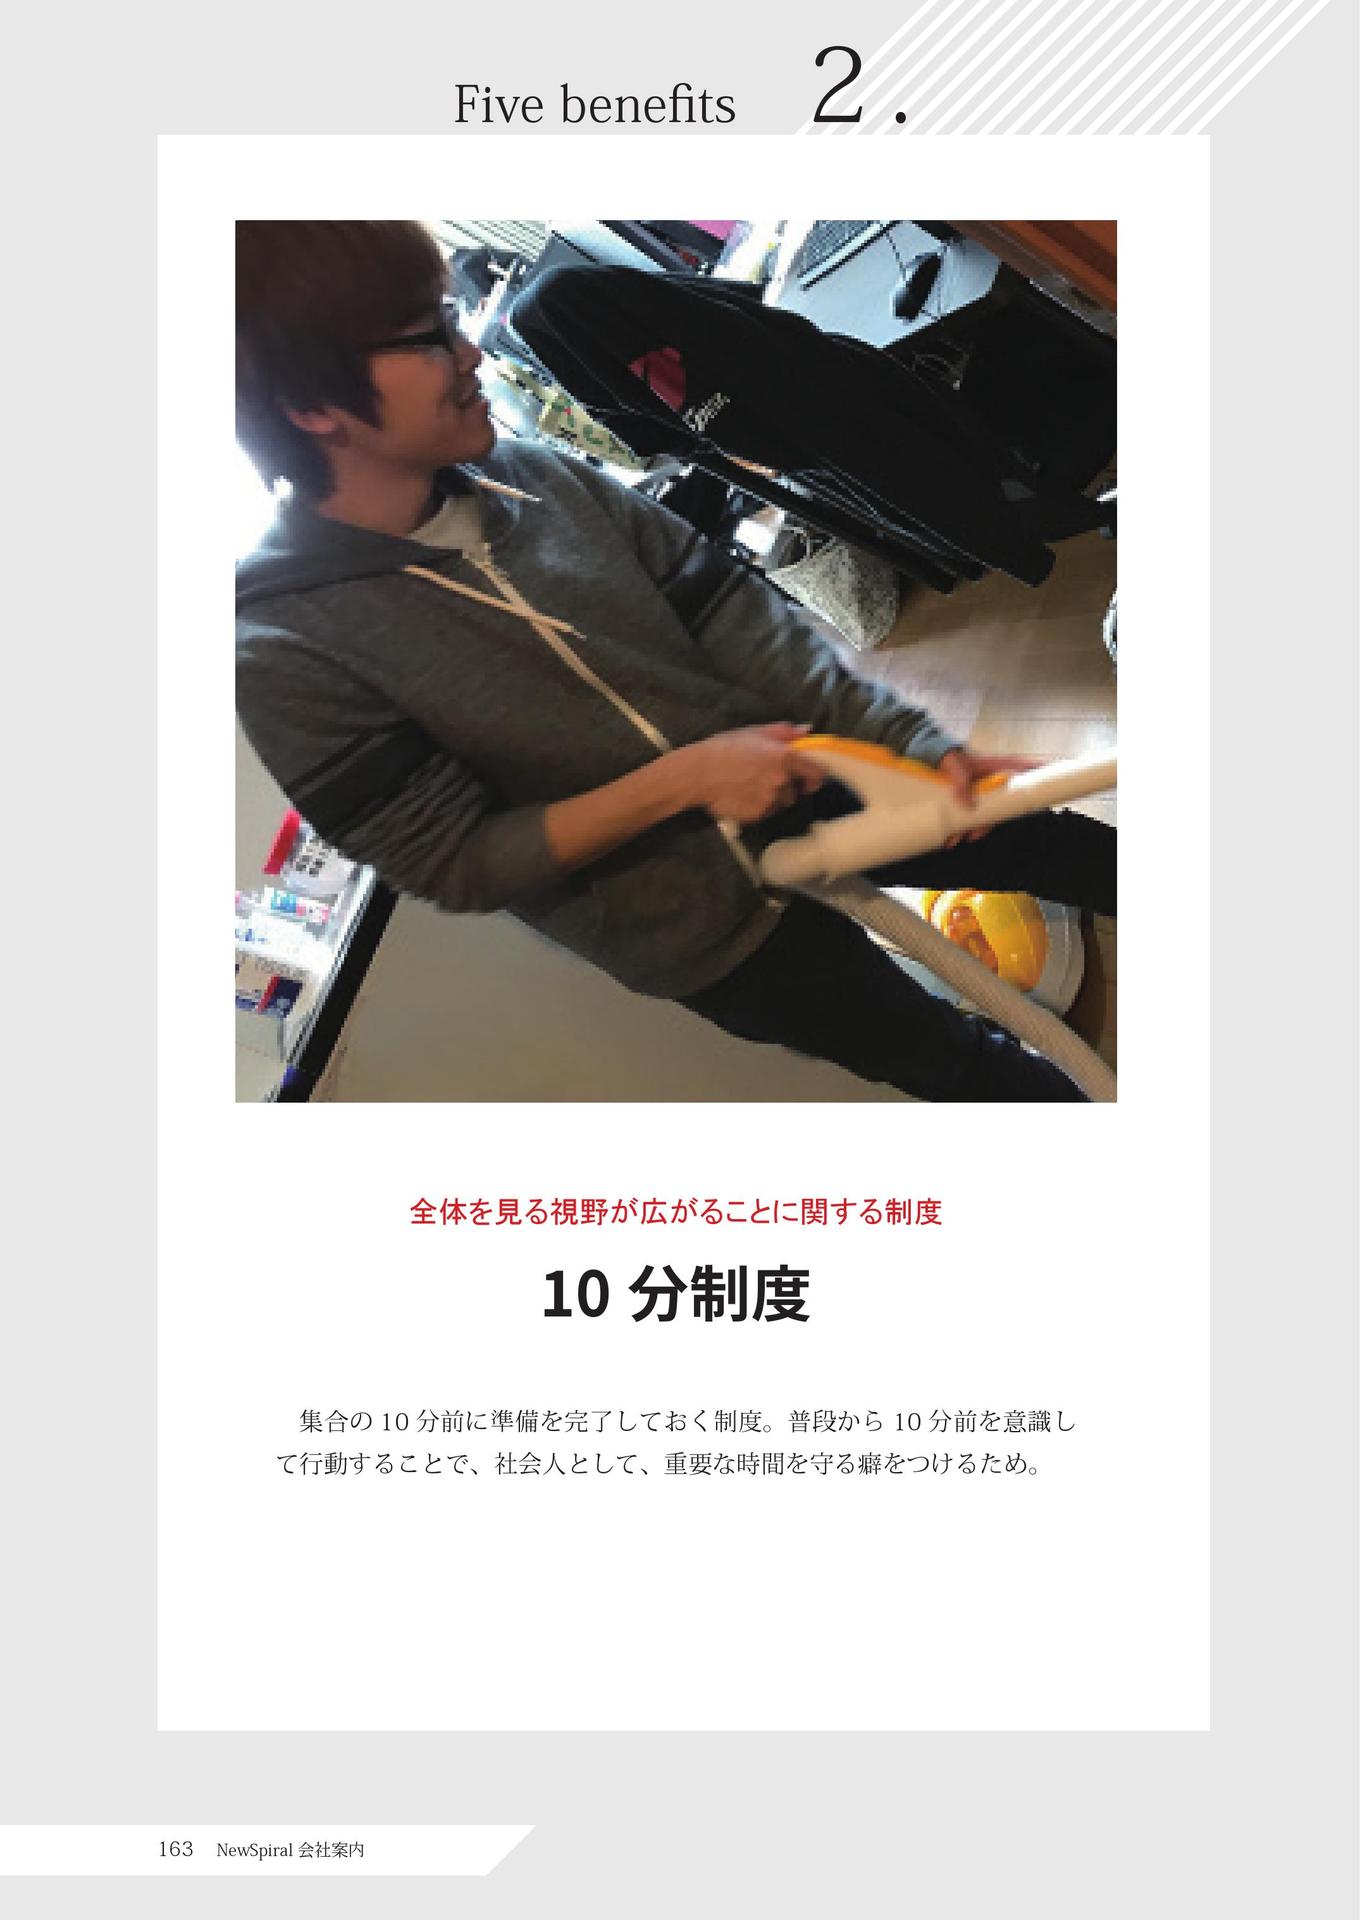 Five benefits 2.
全体を見る視野が広がることに関する制度
10 分制度
集合の 10 分前に準備を完了しておく制度。普段から 10 分前を意識し
て行動することで、社会人として、重要な時間を守る癖をつけるため。
163 NewSpiral 会社案内